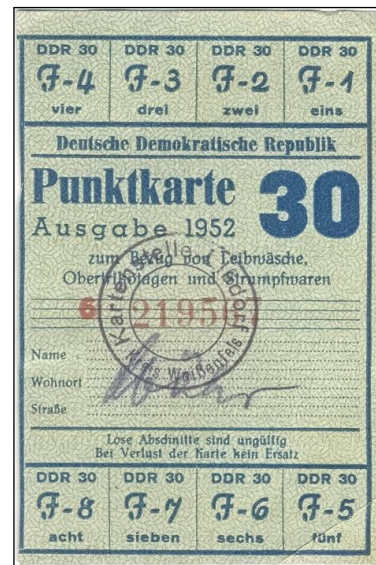 DDR 30 DDR 30 DDR 30 DDR 30
F-4 F-3 F-2 F-1
vier drei zwei eins
Deutsche Demokratische Republik
Punktkarte 30
Ausgabe 1952
zum Bezug von Leibwäsche,
Obertrikotagen und Strumpfwaren
6 21950
Kartenstelle
Kreis Weißenfels
Name
Wohnort
Straße
Lose Abschnitte sind ungültig
Bei Verlust der Karte kein Ersatz
DDR 30 DDR 30 DDR 30 DDR 30
F-8 F-7 F-6 F-5
acht sieben sechs fünf